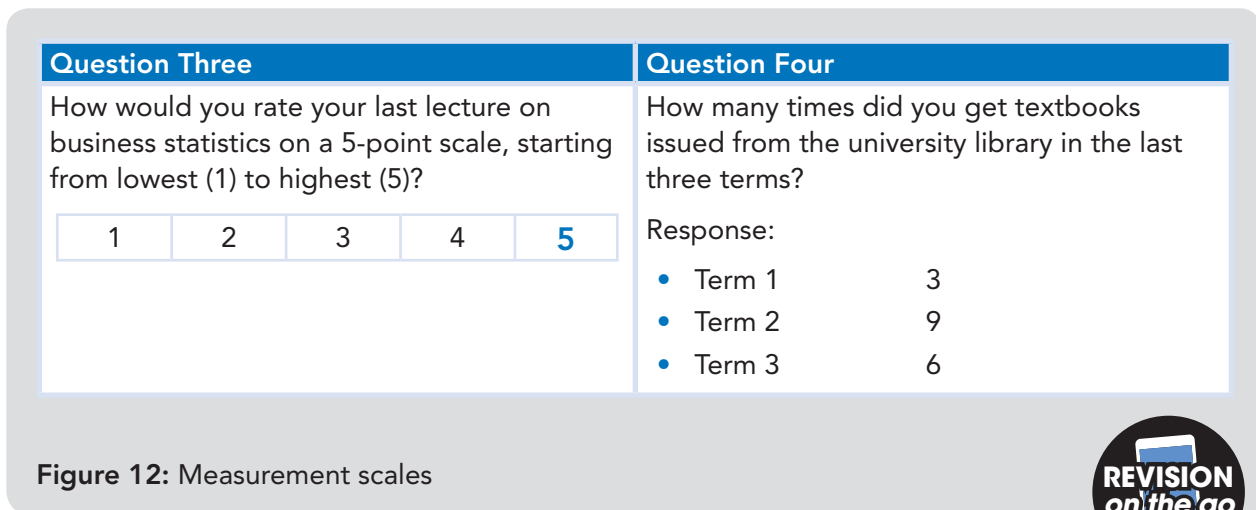 Question Three
How would you rate your last lecture on
business statistics on a 5-point scale, starting
from lowest (1) to highest (5)?
1 2 3 4 5
Question Four
How many times did you get textbooks
issued from the university library in the last
three terms?
Response:
• Term 1 3
• Term 2 9
• Term 3 6
Figure 12: Measurement scales
REVISION
on the go